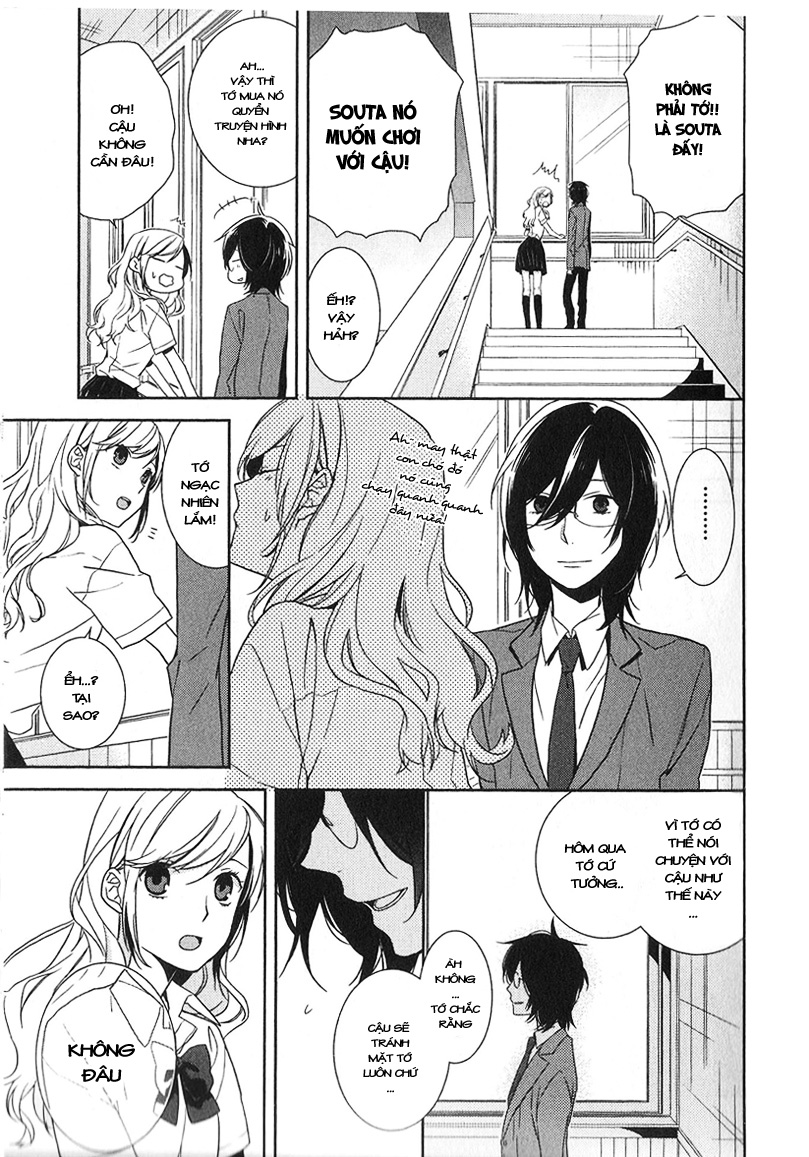 KHÔNG
PHẢI TỚ!!
LÀ SOUTA
ĐẤY!
SOUTA NÓ
MUỐN CHƠI
VỚI CẬU!
ẾH!?
VẬY
HẢH?
AH...
VẬY THÌ
TỚ MUA NÓ
QUYỂN
TRUYỆN HÌNH
NHA?
ƠH!
CẬU
KHÔNG
CẦN ĐÂU!
........
Ah- may thật
con chó đó
nó cũng
chạy quanh quanh
đây nữa!
TỚ
NGẠC
NHIÊN
LẮM!
ỂH...?
TẠI
SAO?
VÌ TỚ CÓ
THỂ NÓI
CHUYỆN VỚI
CẬU NHƯ
THẾ NÀY
...
HÔM QUA
TỚ CỨ
TƯỞNG..
ÀH
KHÔNG
...
TỚ CHẮC
RẰNG
CẬU SẼ
TRÁNH
MẶT TỚ
LUÔN CHỨ
...
KHÔNG
ĐÂU